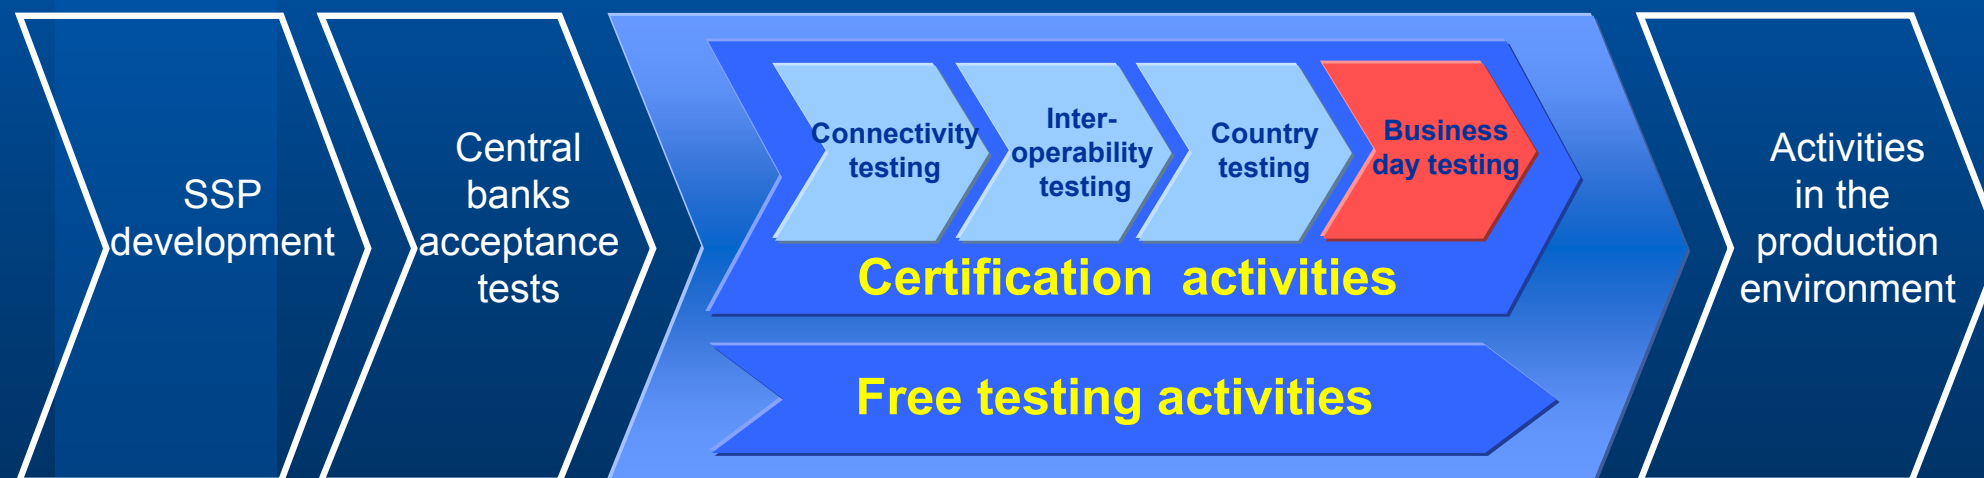 SSP
development
Central
banks
acceptance
tests
Connectivity
testing
Inter-
operability
testing
Country
testing
Business
day testing
Certification activities
Free testing activities
Activities
in the
production
environment